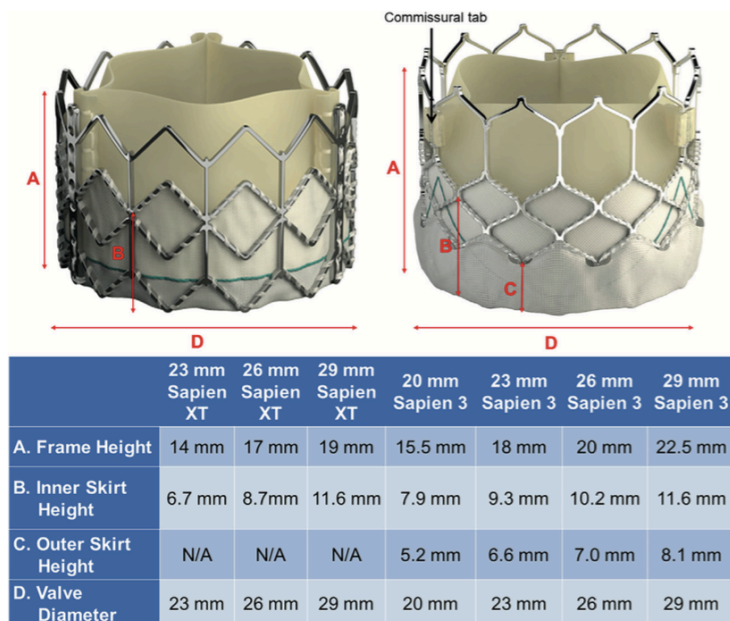 Commissural tab
A
B
D
A
B
C
D
23 mm Sapien XT 26 mm Sapien XT 29 mm Sapien XT 20 mm Sapien 3 23 mm Sapien 3 26 mm Sapien 3 29 mm Sapien 3
A. Frame Height 14 mm 17 mm 19 mm 15.5 mm 18 mm 20 mm 22.5 mm
B. Inner Skirt Height 6.7 mm 8.7mm 11.6 mm 7.9 mm 9.3 mm 10.2 mm 11.6 mm
C. Outer Skirt Height N/A N/A N/A 5.2 mm 6.6 mm 7.0 mm 8.1 mm
D. Valve Diameter 23 mm 26 mm 29 mm 20 mm 23 mm 26 mm 29 mm